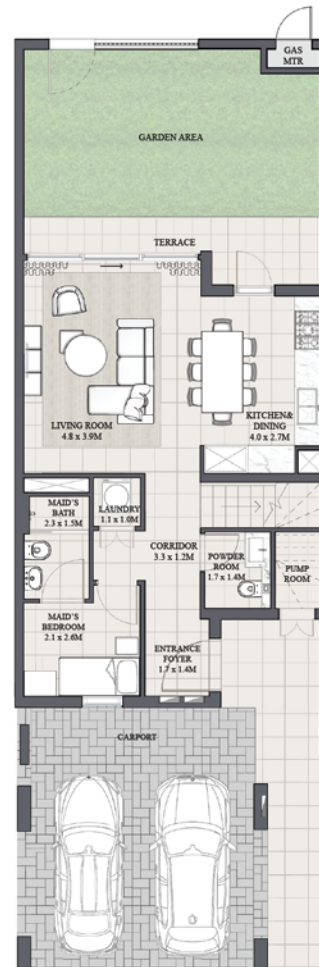 GAS
MTR
GARDEN AREA
TERRACE
LIVING ROOM
4.8 x 3.9M
KITCHEN&
DINING
4.0 x 2.7M
MAID'S
BATH
2.3 x 1.5M
LAUNDRY
1.1 x 1.0M
CORRIDOR
3.3 x 1.2M
POWDER
ROOM
1.7 x 1.4M
PUMP
ROOM
MAID'S
BEDROOM
2.1 x 2.6M
ENTRANCE
FOYER
1.7 x 1.4M
CARPORT